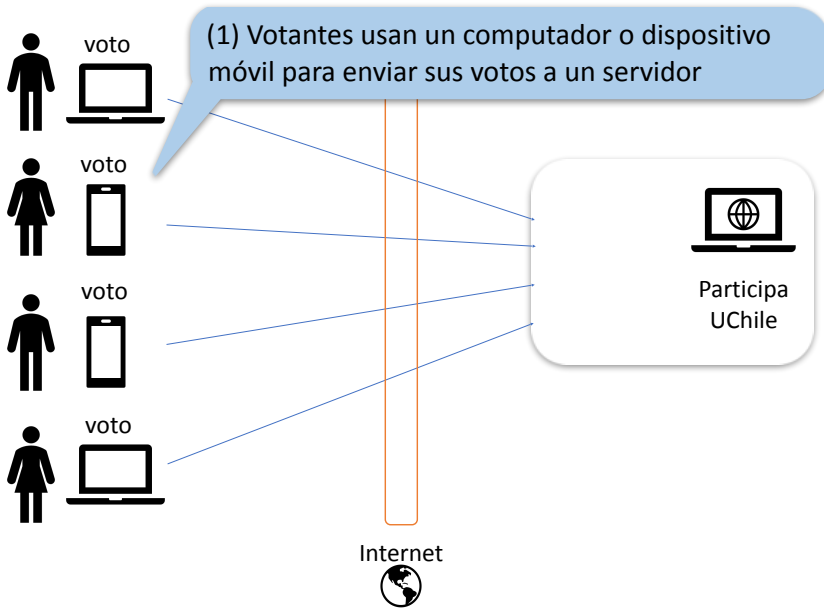 (1) Votantes usan un computador o dispositivo
móvil para enviar sus votos a un servidor
voto
voto
voto
voto
Participa
UChile
Internet